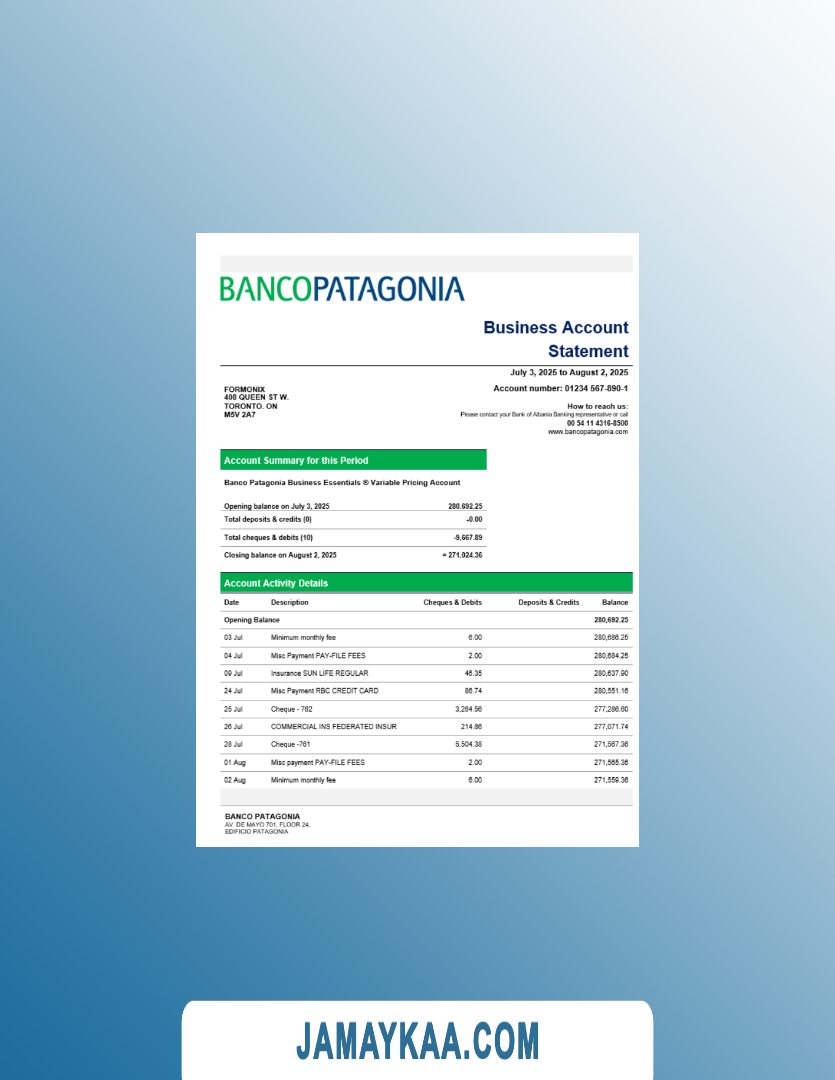 BANCOPATAGONIA
Business Account
Statement
July 3, 2025 to August 2, 2025
FORMONIX
408 QUEEN ST W.
TORONTO. ON
M5V 2A7
Account number: 01234 567-890-1
How to reach us:
Please contact your Bank of Albania Banking representative or call
00 54 11 4316-8500
www.bancopatagonia.com
Account Summary for this Period
Banco Patagonia Business Essentials ® Variable Pricing Account
Opening balance on July 3, 2025 280.692.25
Total deposits & credits (0) -0.00
Total cheques & debits (10) -9,667.89
Closing balance on August 2, 2025 = 271,024.36
Account Activity Details
Date Description Cheques & Debits Deposits & Credits Balance
Opening Balance 280,692.25
03 Jul Minimum monthly fee 6.00 280,686.25
04 Jul Misc Payment PAY-FILE FEES 2.00 280,684.25
09 Jul Insurance SUN LIFE REGULAR 46.35 280,637.90
24 Jul Misc Payment RBC CREDIT CARD 86.74 280,551.16
25 Jul Cheque - 762 3,264.56 277,286.60
26 Jul COMMERCIAL INS FEDERATED INSUR 214.86 277,071.74
28 Jul Cheque -761 5,504.38 271,567.36
01 Aug Misc payment PAY-FILE FEES 2.00 271,565.36
02 Aug Minimum monthly fee 6.00 271,559.36
BANCO PATAGONIA
AV. DE MAYO 701, FLOOR 24,
EDIFICIO PATAGONIA
JAMAYKAA.COM